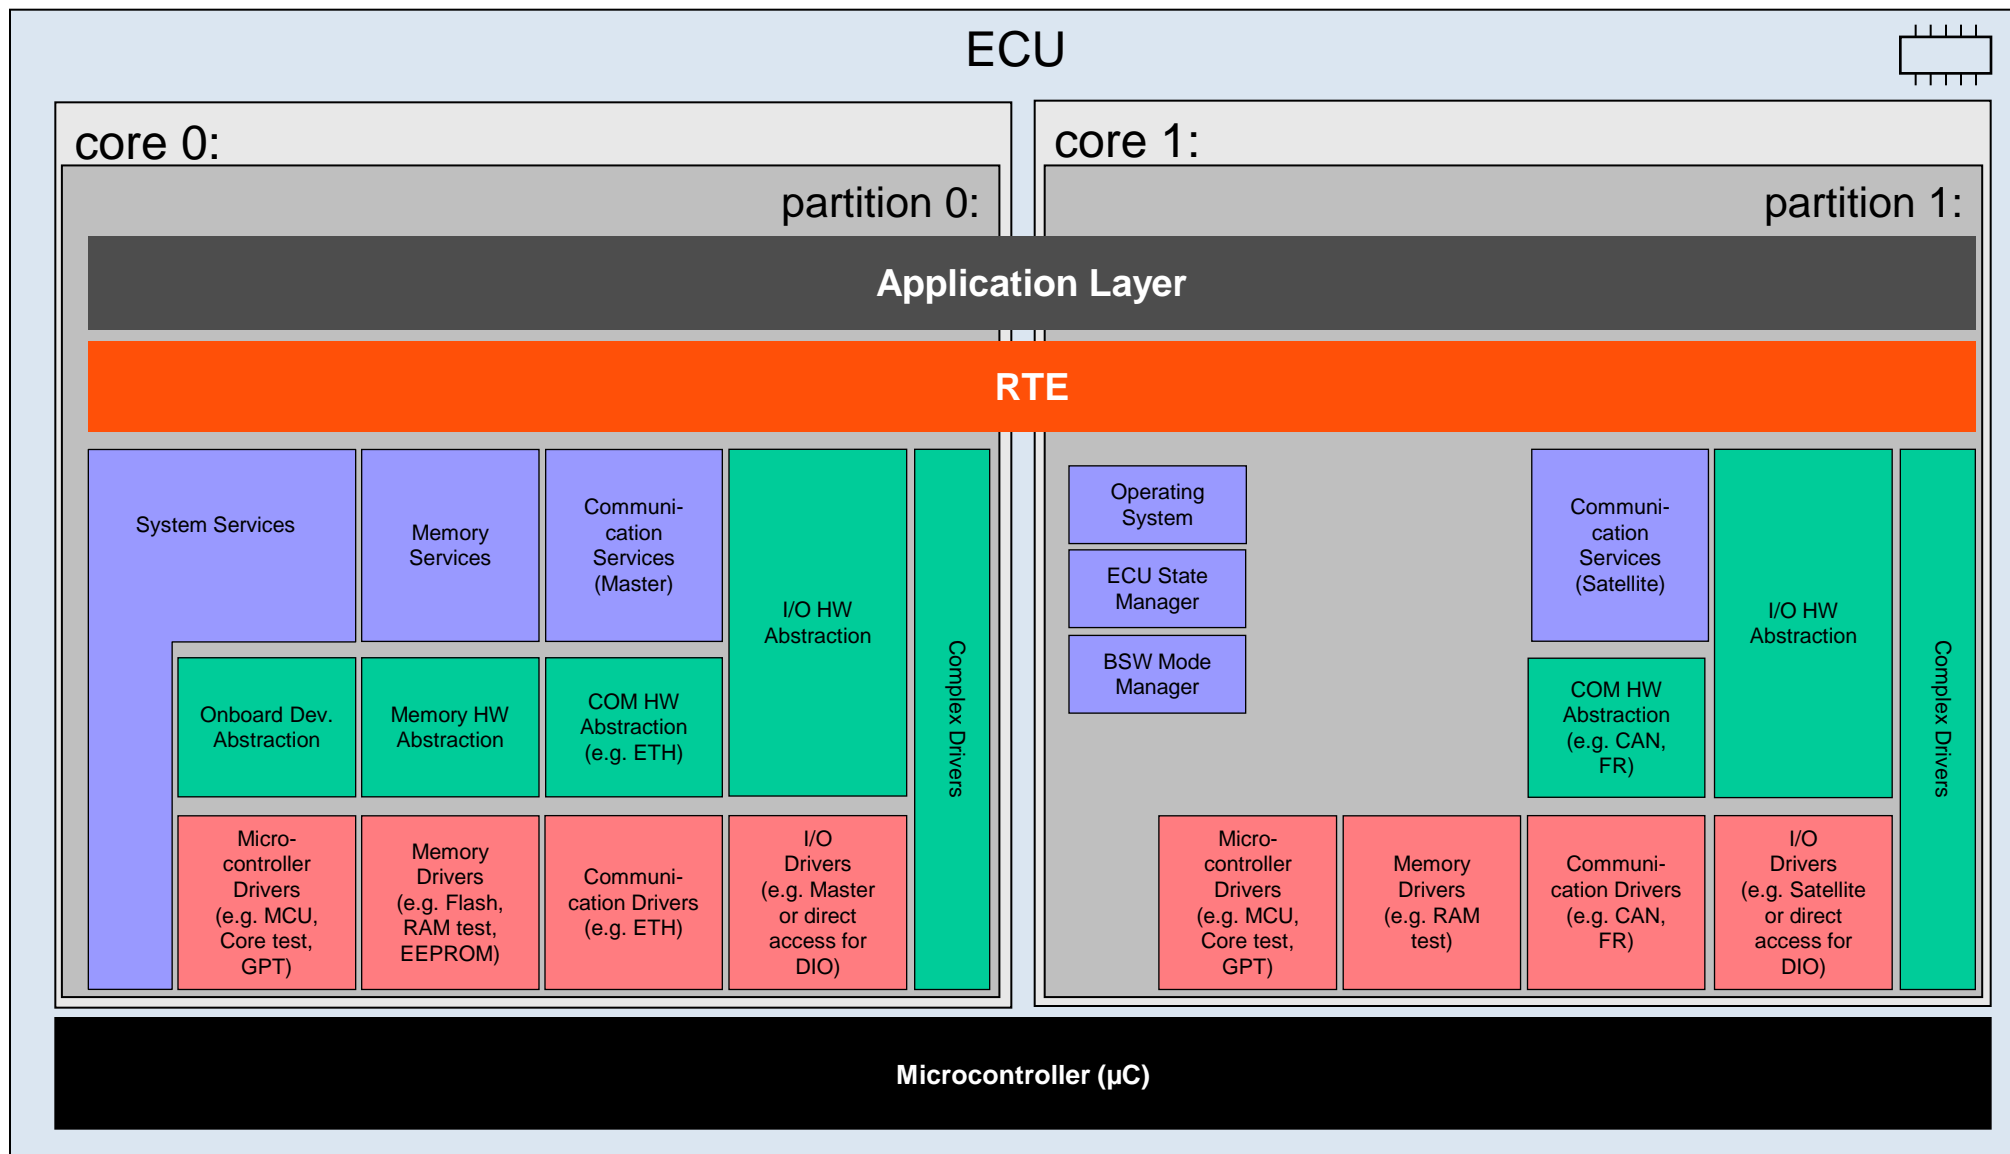 ECU
core 0:
core 1:
partition 0:
partition 1:
Application Layer
RTE
System Services
Memory
Services
Communi-
cation
Services
(Master)
I/O HW
Abstraction
Complex Drivers
Onboard Dev.
Abstraction
Memory HW
Abstraction
COM HW
Abstraction
(e.g. ETH)
Micro-
controller
Drivers
(e.g. MCU,
Core test,
GPT)
Memory
Drivers
(e.g. Flash,
RAM test,
EEPROM)
Communi-
cation Drivers
(e.g. ETH)
I/O
Drivers
(e.g. Master
or direct
access for
DIO)
Operating
System
ECU State
Manager
BSW Mode
Manager
Communi-
cation
Services
(Satellite)
I/O HW
Abstraction
Complex Drivers
COM HW
Abstraction
(e.g. CAN,
FR)
Micro-
controller
Drivers
(e.g. MCU,
Core test,
GPT)
Memory
Drivers
(e.g. RAM
test)
Communi-
cation Drivers
(e.g. CAN,
FR)
I/O
Drivers
(e.g. Satellite
or direct
access for
DIO)
Microcontroller (µC)